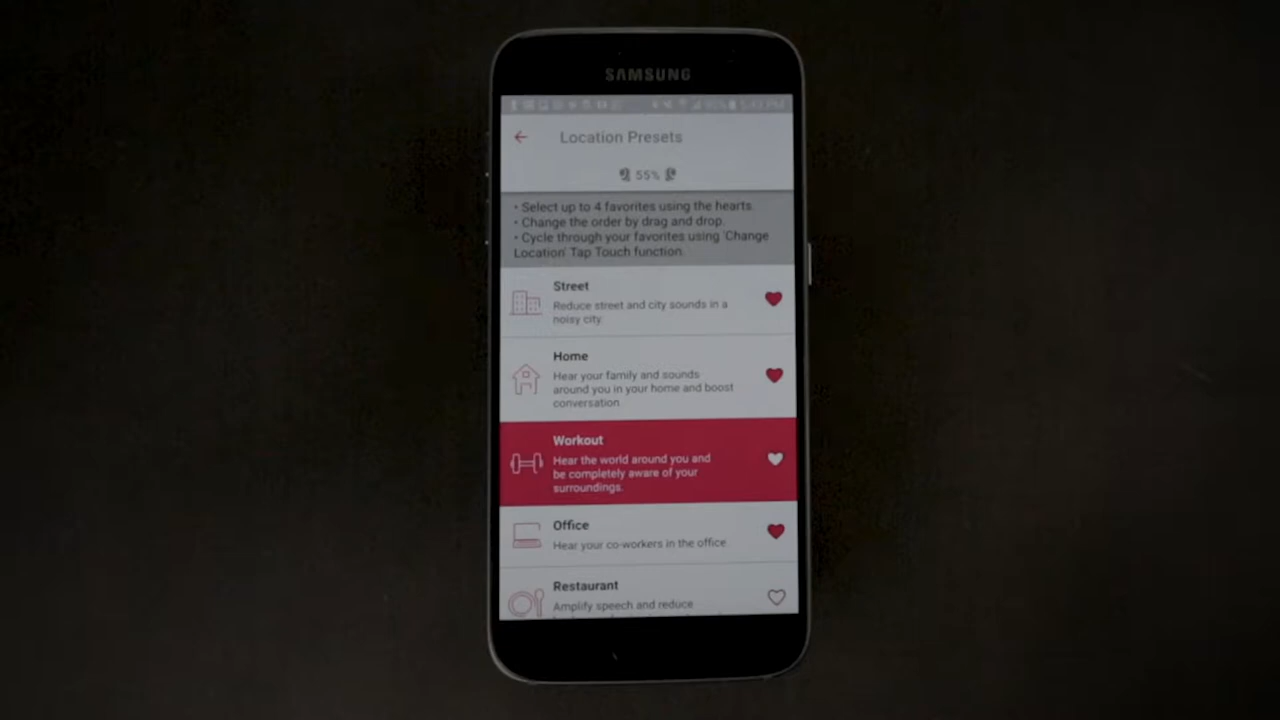 SAMSUNG
5:43 PM
Location Presets
55%
• Select up to 4 favorites using the hearts.
• Change the order by drag and drop.
• Cycle through your favorites using 'Change
Location' Tap Touch function.
Street
Reduce street and city sounds in a
noisy city.
Home
Hear your family and sounds
around you in your home and boost
conversation.
Workout
Hear the world around you and
be completely aware of your
surroundings.
Office
Hear your co-workers in the office.
Restaurant
Amplify speech and reduce